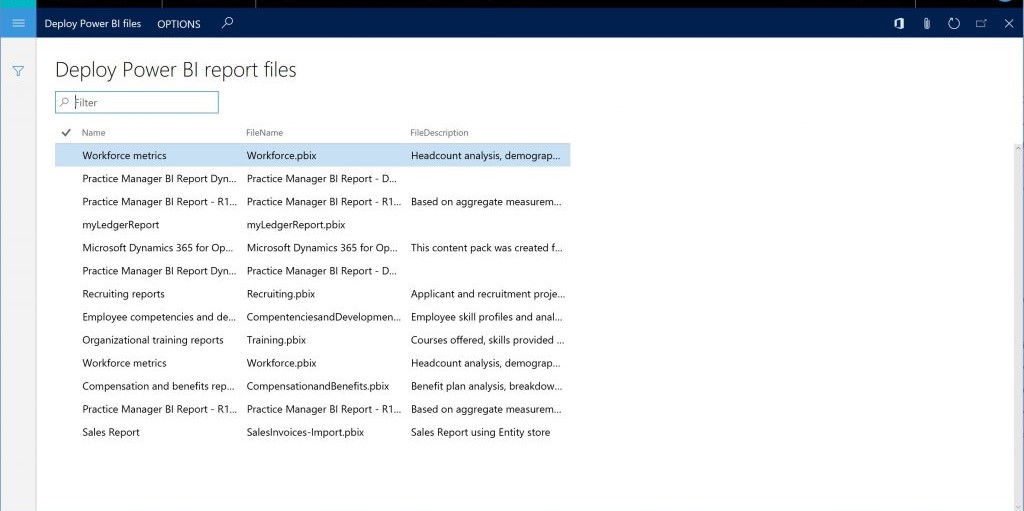 Deploy Power BI files OPTIONS
Deploy Power BI report files
Filter
Name FileName FileDescription
Workforce metrics Workforce.pbix Headcount analysis, demograp...
Practice Manager BI Report Dyn... Practice Manager BI Report - D...
Practice Manager BI Report - R1... Practice Manager BI Report - R1... Based on aggregate measurem...
myLedgerReport myLedgerReport.pbix
Microsoft Dynamics 365 for Op... Microsoft Dynamics 365 for Op... This content pack was created f...
Practice Manager BI Report Dyn... Practice Manager BI Report - D...
Recruiting reports Recruiting.pbix Applicant and recruitment proje...
Employee competencies and de... CompentenciesandDevelopmen... Employee skill profiles and anal...
Organizational training reports Training.pbix Courses offered, skills provided ...
Workforce metrics Workforce.pbix Headcount analysis, demograp...
Compensation and benefits rep... CompensationandBenefits.pbix Benefit plan analysis, breakdow...
Practice Manager BI Report - R1... Practice Manager BI Report - R1... Based on aggregate measurem...
Sales Report SalesInvoices-Import.pbix Sales Report using Entity store